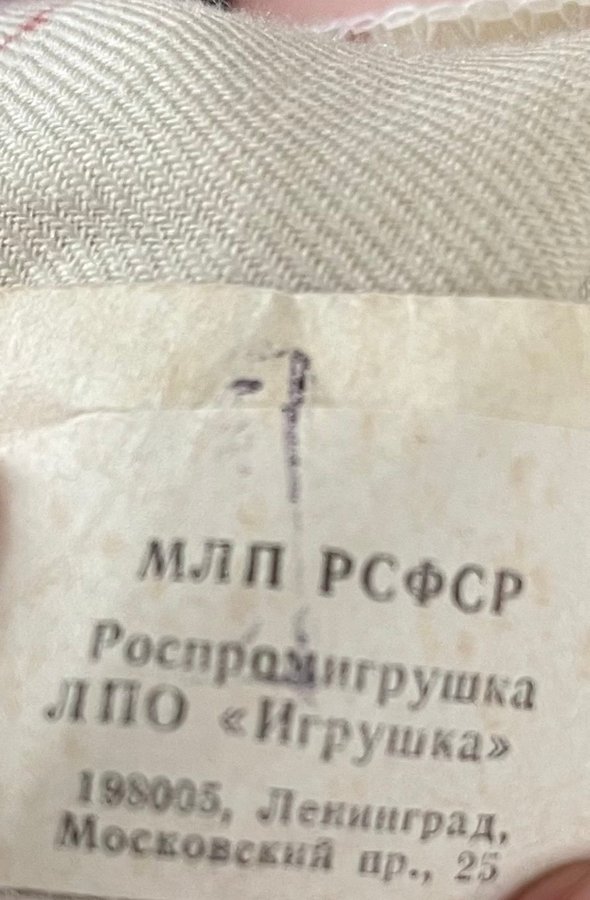 МЛП РСФСР
Роспромигрушка
ЛПО «Игрушка»
198005, Ленинград,
Московский пр., 25